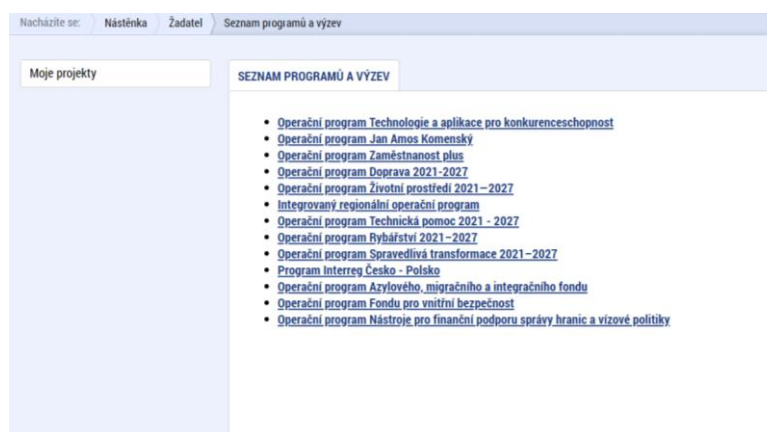 Nacházíte se: Nástěnka Žadatel Seznam programů a výzev
Moje projekty
SEZNAM PROGRAMŮ A VÝZEV
Operační program Technologie a aplikace pro konkurenceschopnost
Operační program Jan Amos Komenský
Operační program Zaměstnanost plus
Operační program Doprava 2021-2027
Operační program Životní prostředí 2021–2027
Integrovaný regionální operační program
Operační program Technická pomoc 2021 - 2027
Operační program Rybářství 2021–2027
Operační program Spravedlivá transformace 2021–2027
Program Interreg Česko - Polsko
Operační program Azylového, migračního a integračního fondu
Operační program Fondu pro vnitřní bezpečnost
Operační program Nástroje pro finanční podporu správy hranic a vízové politiky